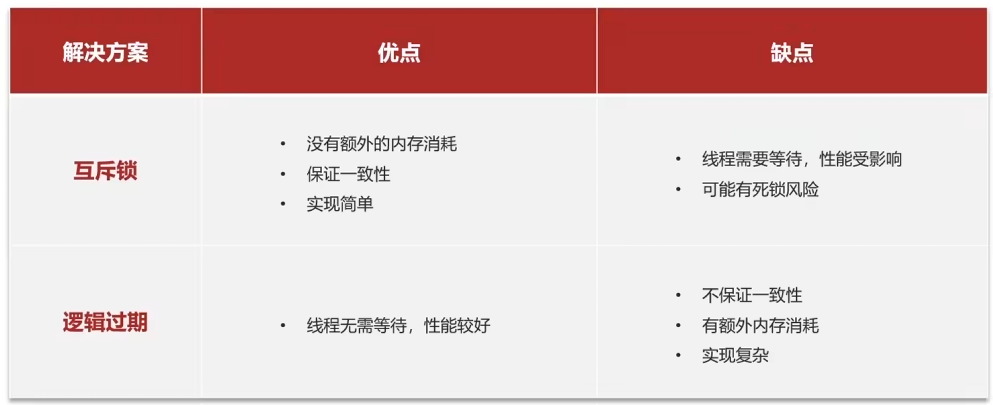 解决方案 优点 缺点
互斥锁
• 没有额外的内存消耗
• 保证一致性
• 实现简单
• 线程需要等待，性能受影响
• 可能有死锁风险
逻辑过期
• 线程无需等待，性能较好
• 不保证一致性
• 有额外内存消耗
• 实现复杂